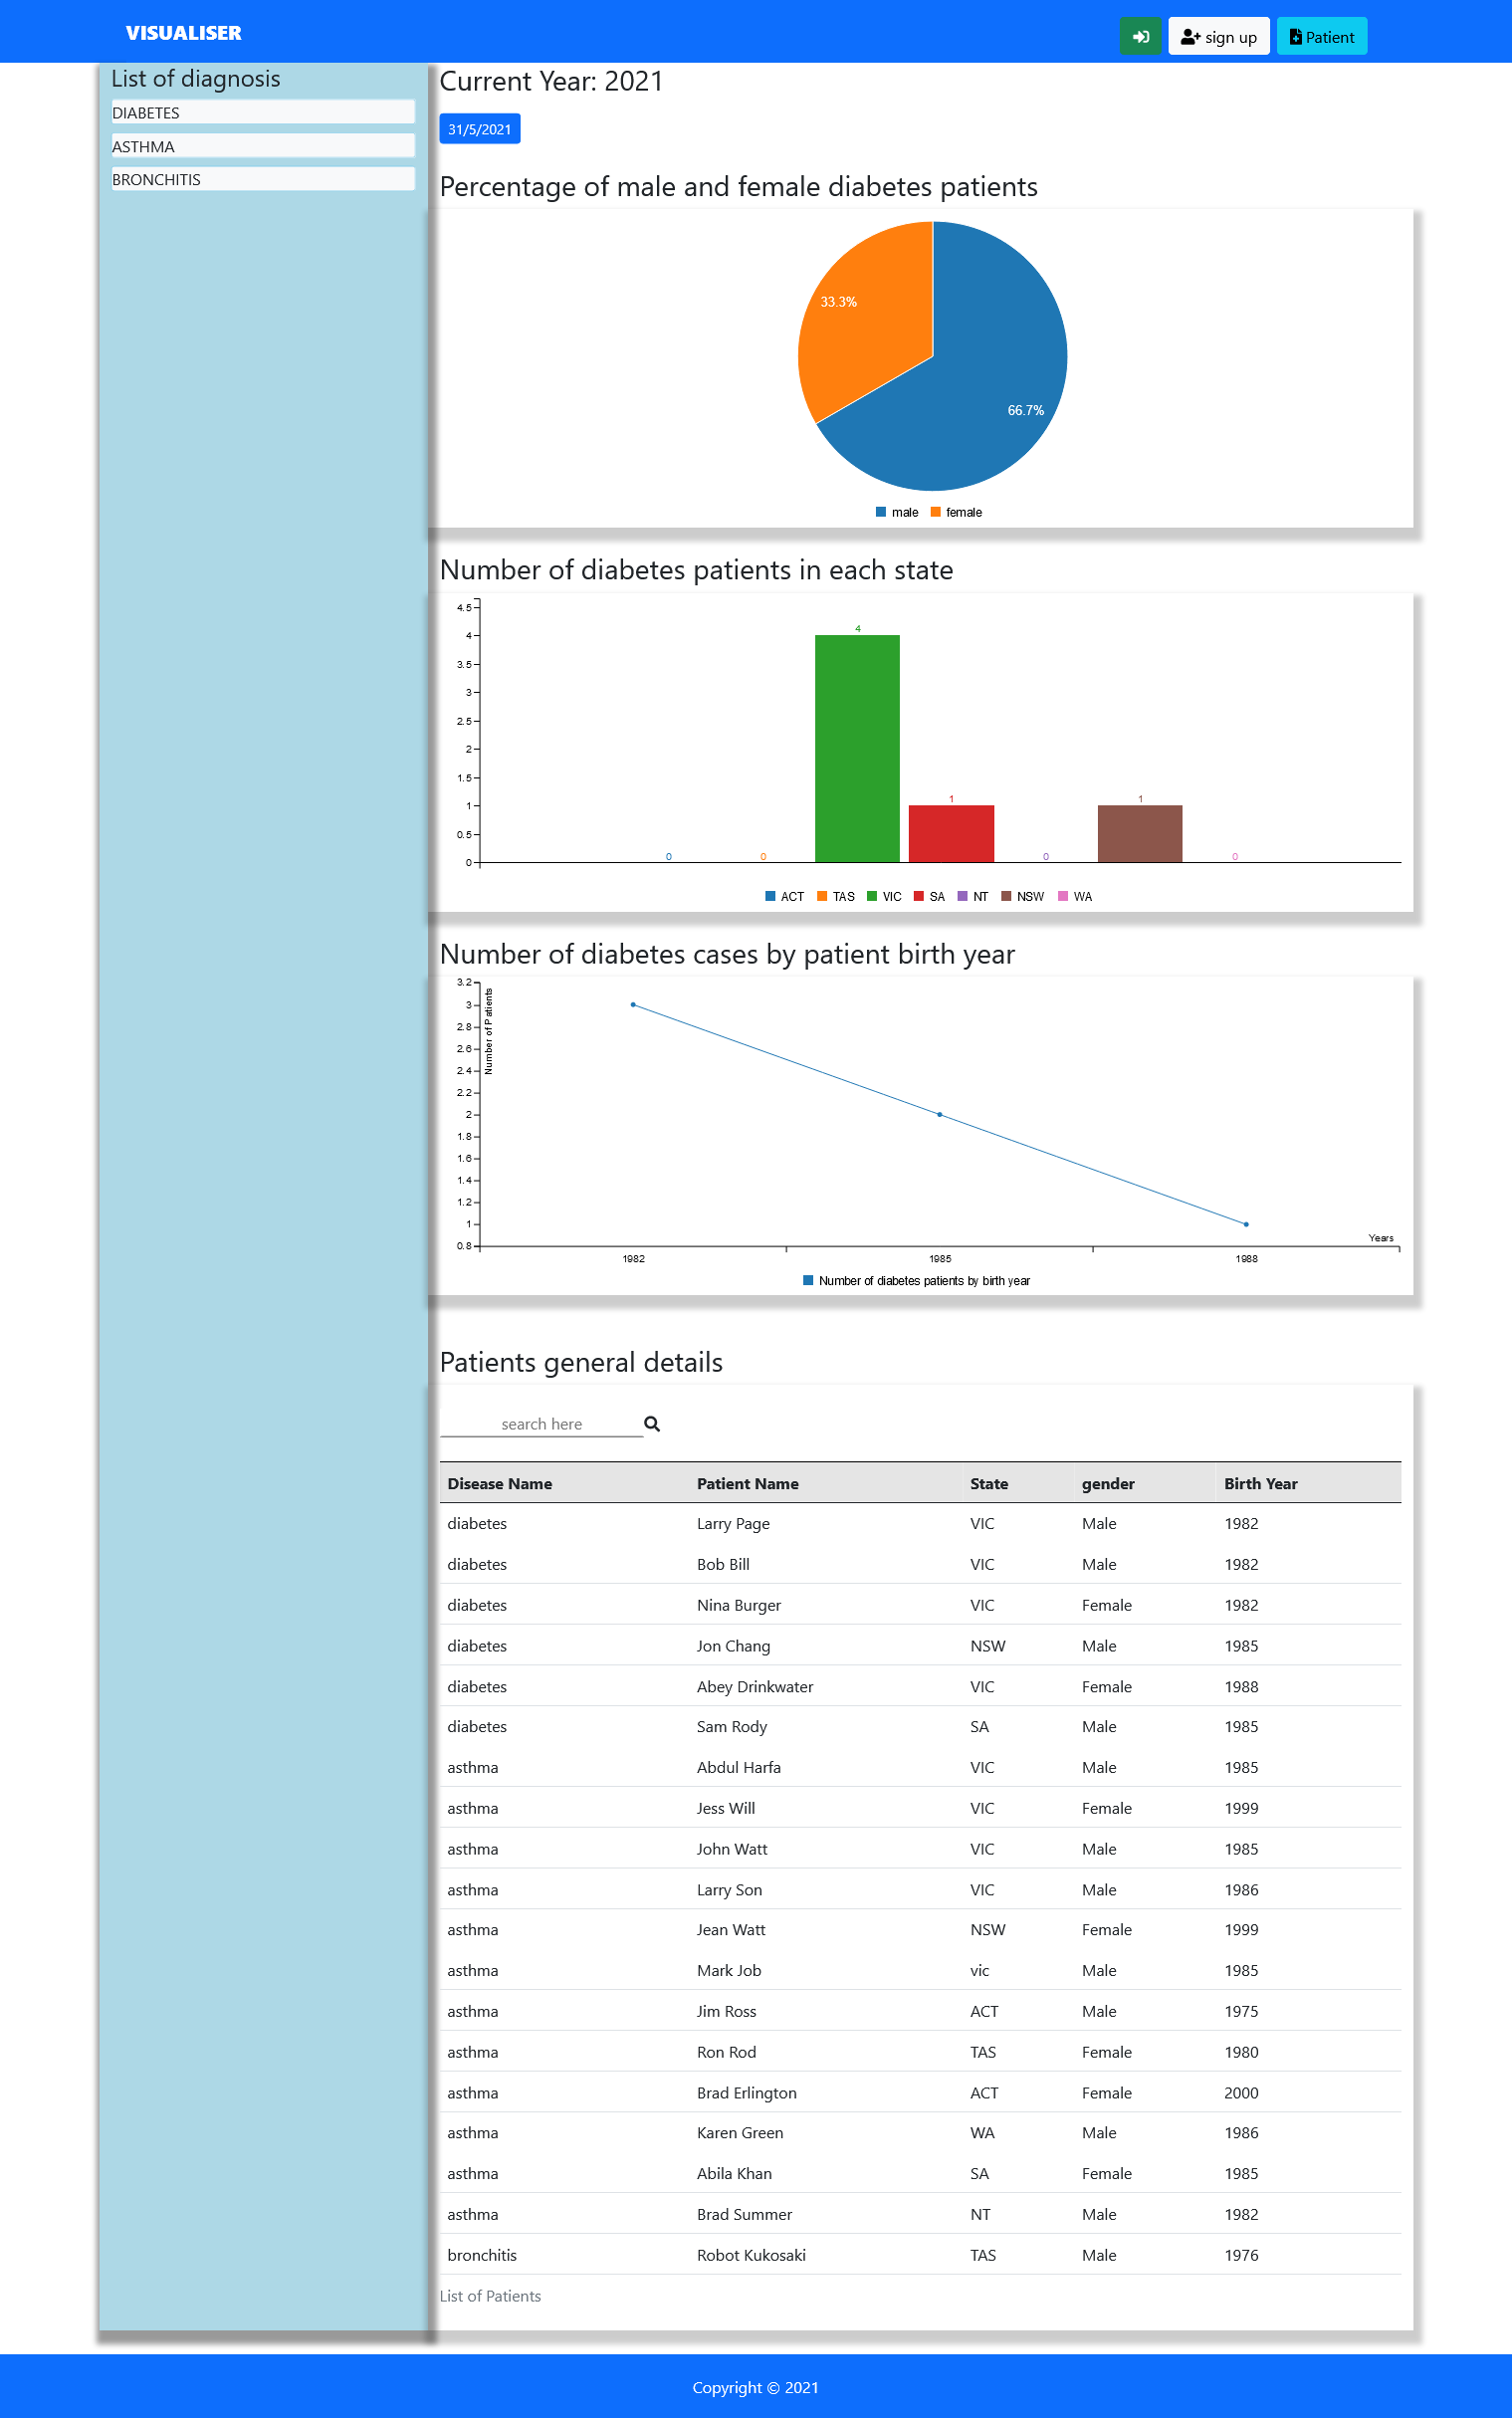 VISUALISER
sign up
Patient
List of diagnosis
DIABETES
ASTHMA
BRONCHITIS
Current Year: 2021
31/5/2021
Percentage of male and female diabetes patients
33.3%
66.7%
male female
Number of diabetes patients in each state
4.5
4
3.5
3
2.5
2
1.5
1
0.5
0
0 0 4 1 0 1 0
ACT TAS VIC SA NT NSW WA
Number of diabetes cases by patient birth year
3.2
3
2.8
2.6
2.4
2.2
2
1.8
1.6
1.4
1.2
1
0.8
Number of Patients
Years
1982 1985 1988
Number of diabetes patients by birth year
Patients general details
search here
Disease Name Patient Name State gender Birth Year
diabetes Larry Page VIC Male 1982
diabetes Bob Bill VIC Male 1982
diabetes Nina Burger VIC Female 1982
diabetes Jon Chang NSW Male 1985
diabetes Abey Drinkwater VIC Female 1988
diabetes Sam Rody SA Male 1985
asthma Abdul Harfa VIC Male 1985
asthma Jess Will VIC Female 1999
asthma John Watt VIC Male 1985
asthma Larry Son VIC Male 1986
asthma Jean Watt NSW Female 1999
asthma Mark Job vic Male 1985
asthma Jim Ross ACT Male 1975
asthma Ron Rod TAS Female 1980
asthma Brad Erlington ACT Female 2000
asthma Karen Green WA Male 1986
asthma Abila Khan SA Female 1985
asthma Brad Summer NT Male 1982
bronchitis Robot Kukosaki TAS Male 1976
List of Patients
Copyright © 2021